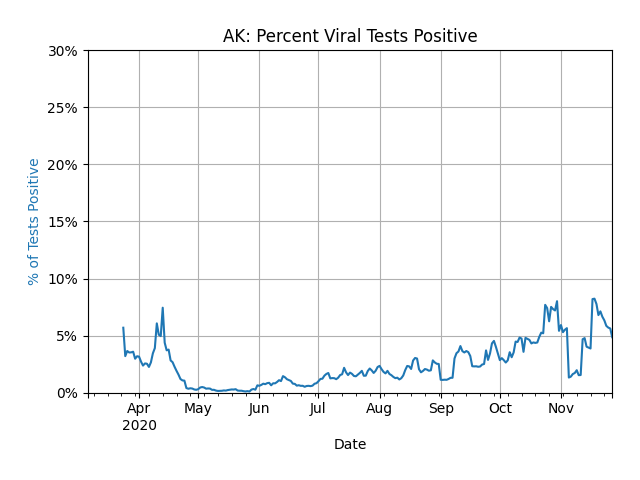 AK: Percent Viral Tests Positive
30%
25%
20%
15%
10%
5%
0%
% of Tests Positive
Apr May Jun Jul Aug Sep Oct Nov
2020
Date